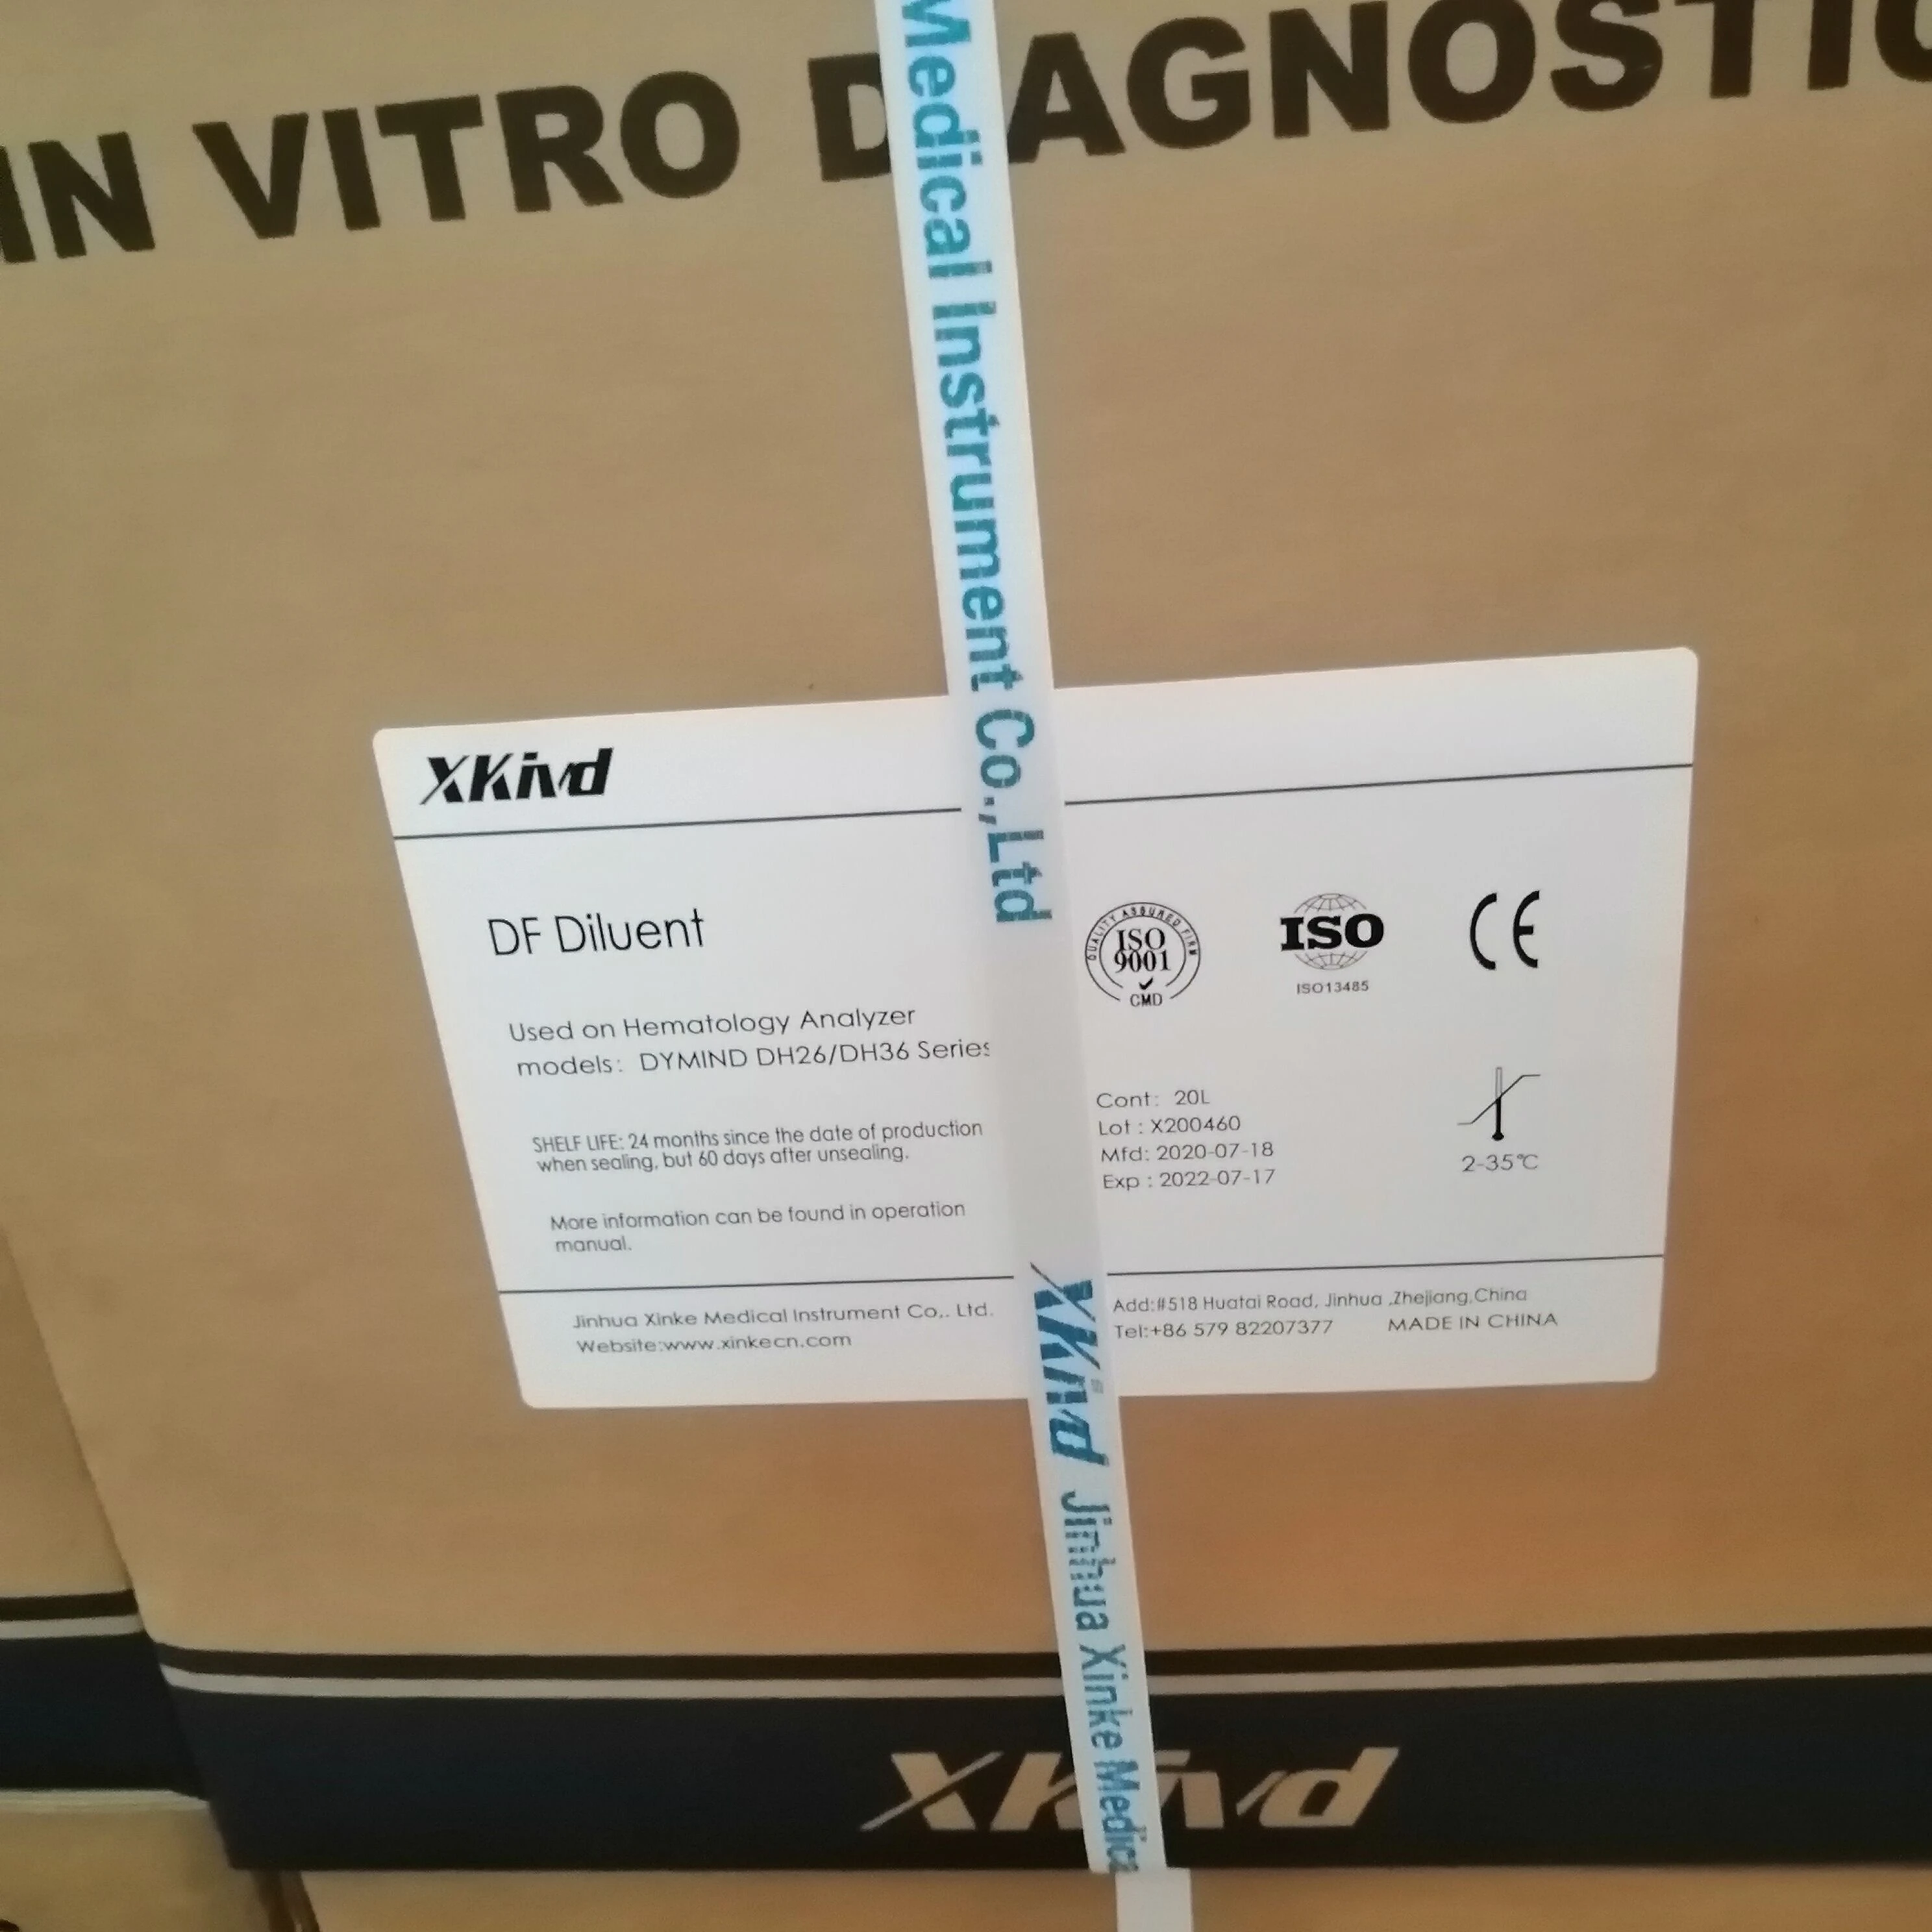 IN VITRO DIAGNOSTIC
Medical Instrument Co.,Ltd
XKivd
DF Diluent
Used on Hematology Analyzer
models: DYMIND DH26/DH36 Series
SHELF LIFE: 24 months since the date of production
when sealing, but 60 days after unsealing.
More information can be found in operation
manual.
QUALITY ASSURED FIRM
ISO
9001
CMD
ISO
ISO13485
CE
Cont: 20L
Lot : X200460
Mfd: 2020-07-18
Exp : 2022-07-17
2-35℃
Jinhua Xinke Medical Instrument Co,. Ltd.
Website:www.xinkecn.com
Add:#518 Huatai Road, Jinhua ,Zhejiang,China
Tel:+86 579 82207377 MADE IN CHINA
XKivd Jinhua Xinke Medica
XKivd